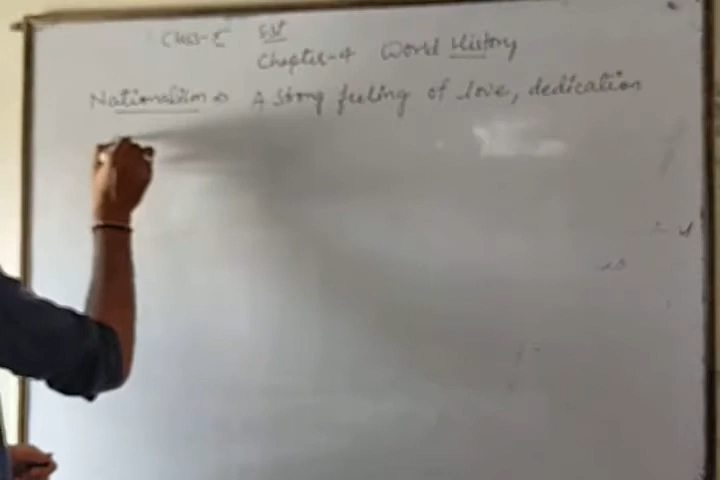 Class-X SST
Chapter-4 World History
Nationalism⇒ A strong feeling of love, dedication